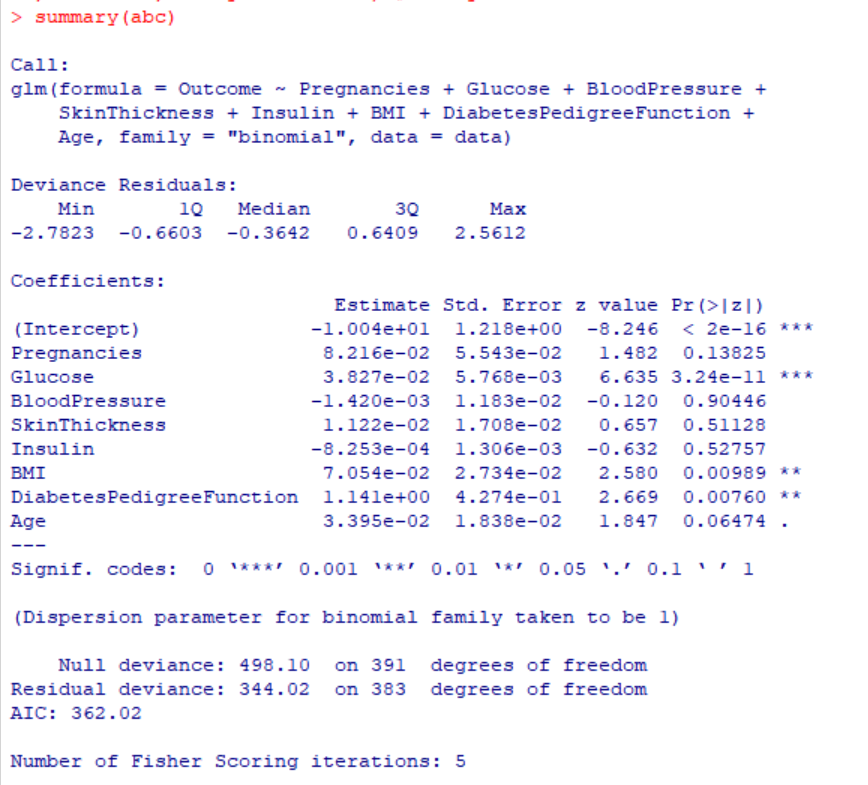 > summary(abc)
Call:
glm(formula = Outcome ~ Pregnancies + Glucose + BloodPressure +
    SkinThickness + Insulin + BMI + DiabetesPedigreeFunction +
    Age, family = "binomial", data = data)
Deviance Residuals:
    Min       1Q   Median       3Q      Max
-2.7823  -0.6603  -0.3642   0.6409   2.5612
Coefficients:
                           Estimate Std. Error z value Pr(>|z|)
(Intercept)              -1.004e+01  1.218e+00  -8.246  < 2e-16 ***
Pregnancies               8.216e-02  5.543e-02   1.482  0.13825
Glucose                   3.827e-02  5.768e-03   6.635 3.24e-11 ***
BloodPressure            -1.420e-03  1.183e-02  -0.120  0.90446
SkinThickness             1.122e-02  1.708e-02   0.657  0.51128
Insulin                  -8.253e-04  1.306e-03  -0.632  0.52757
BMI                       7.054e-02  2.734e-02   2.580  0.00989 **
DiabetesPedigreeFunction  1.141e+00  4.274e-01   2.669  0.00760 **
Age                       3.395e-02  1.838e-02   1.847  0.06474 .
---
Signif. codes:  0 ‘***’ 0.001 ‘**’ 0.01 ‘*’ 0.05 ‘.’ 0.1 ‘ ’ 1
(Dispersion parameter for binomial family taken to be 1)
    Null deviance: 498.10  on 391  degrees of freedom
Residual deviance: 344.02  on 383  degrees of freedom
AIC: 362.02
Number of Fisher Scoring iterations: 5